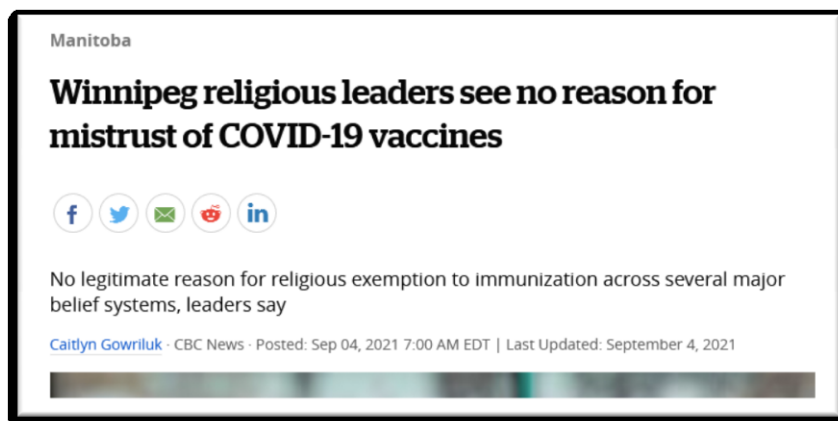 Manitoba
Winnipeg religious leaders see no reason for
mistrust of COVID-19 vaccines
No legitimate reason for religious exemption to immunization across several major
belief systems, leaders say
Caitlyn Gowriluk · CBC News · Posted: Sep 04, 2021 7:00 AM EDT | Last Updated: September 4, 2021